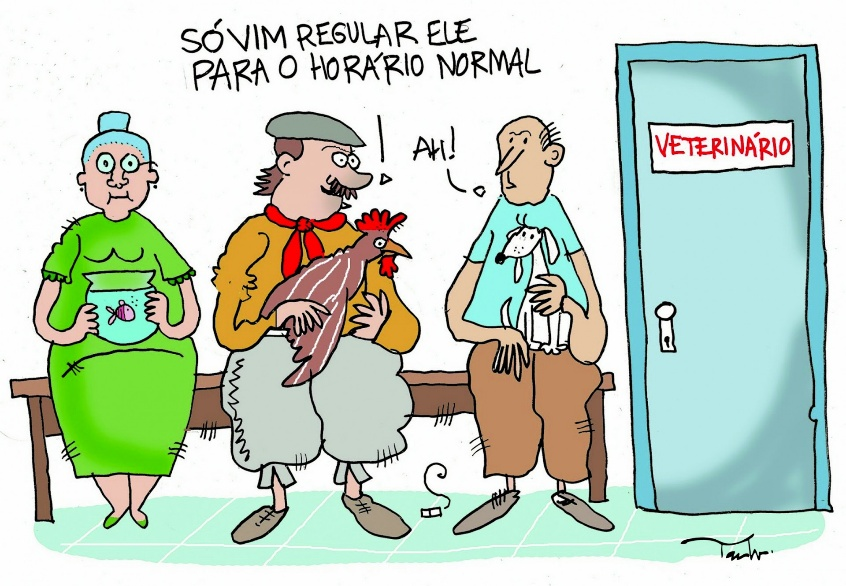 SÓ VIM REGULAR ELE
PARA O HORÁRIO NORMAL
AH!
VETERINÁRIO